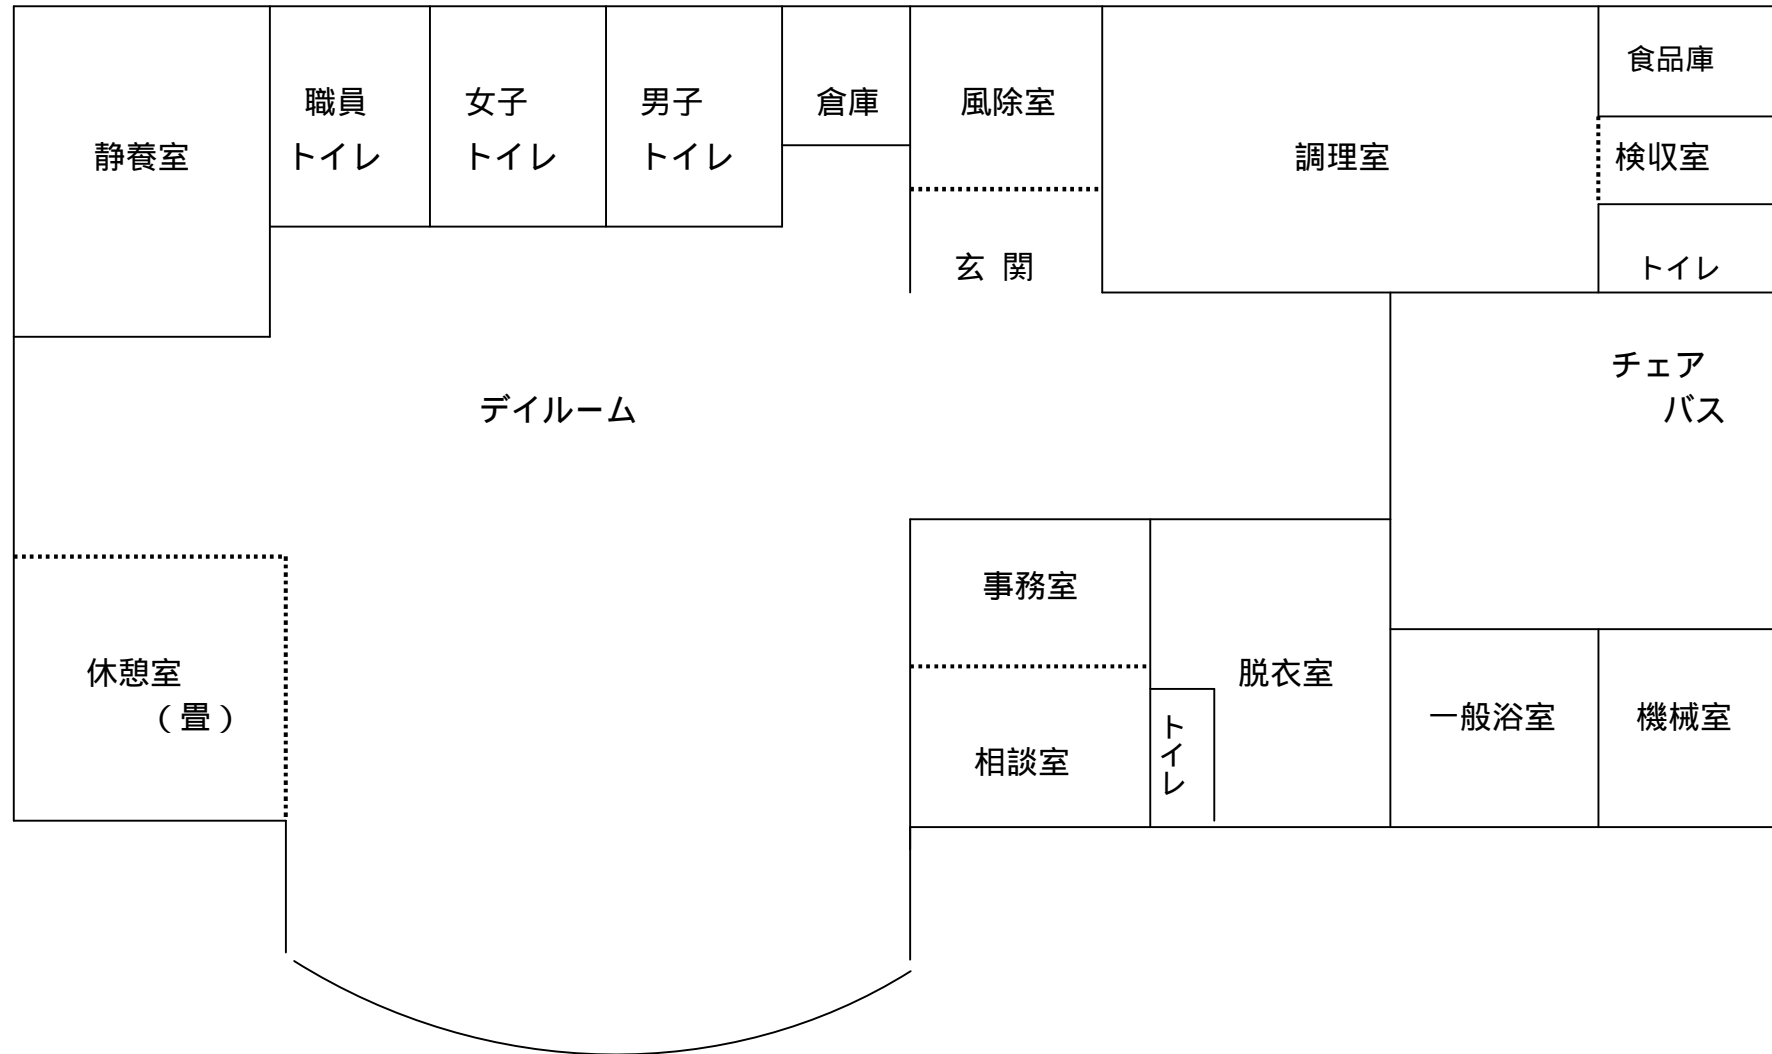 食品庫
職員
女子
男子
倉庫
風除室
静養室
トイレ
トイレ
トイレ
調理室
検収室
玄 関
トイレ
チェア
バス
デイルーム
事務室
休憩室
(畳)
脱衣室
一般浴室
機械室
相談室
トイレ